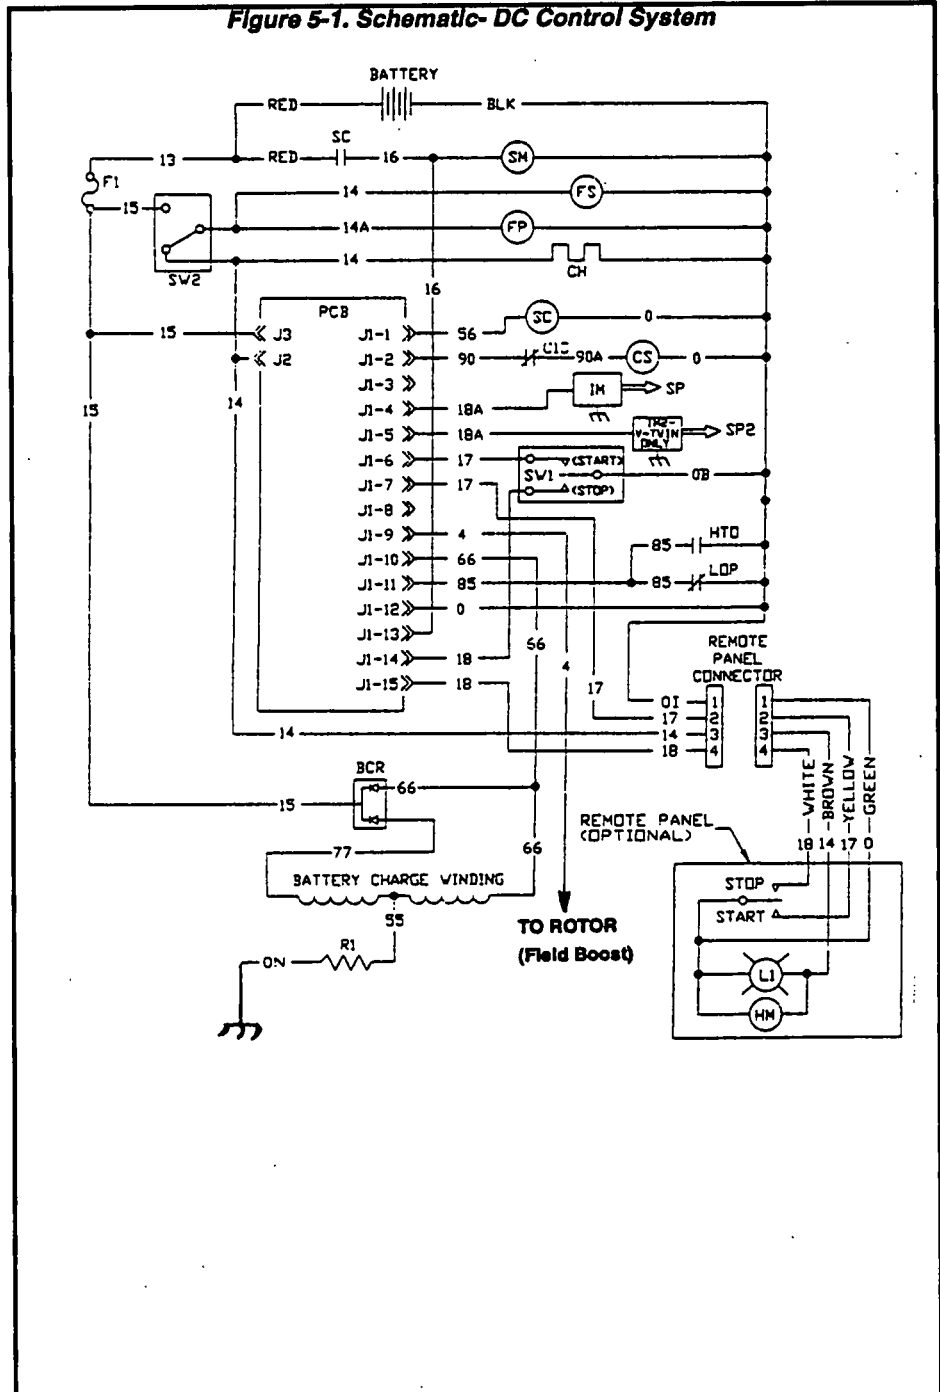 Figure 5-1. Schematic- DC Control System
BATTERY
RED
BLK
SC
13
RED
16
SM
F1
14
FS
15
14A
FP
14
CH
SW2
16
PCB
15
J3
J1-1
56
SC
0
J2
J1-2
90
90A
CS
0
J1-3
IM
SP
14
15
J1-4
18A
J1-5
18A
V-TWIN
ONLY
SP2
J1-6
17
(START)
SW1
0B
J1-7
17
(STOP)
J1-8
J1-9
4
85
HTO
J1-10
66
J1-11
85
85
LOP
J1-12
0
J1-13
66
REMOTE
PANEL
CONNECTOR
J1-14
18
4
17
J1-15
18
0I
1
1
17
2
2
14
14
3
3
18
4
4
BCR
66
15
WHITE
BROWN
YELLOW
GREEN
REMOTE PANEL
(OPTIONAL)
77
66
18
14
17
0
BATTERY CHARGE WINDING
STOP
START
55
TO ROTOR
(Field Boost)
R1
ON
L1
HM